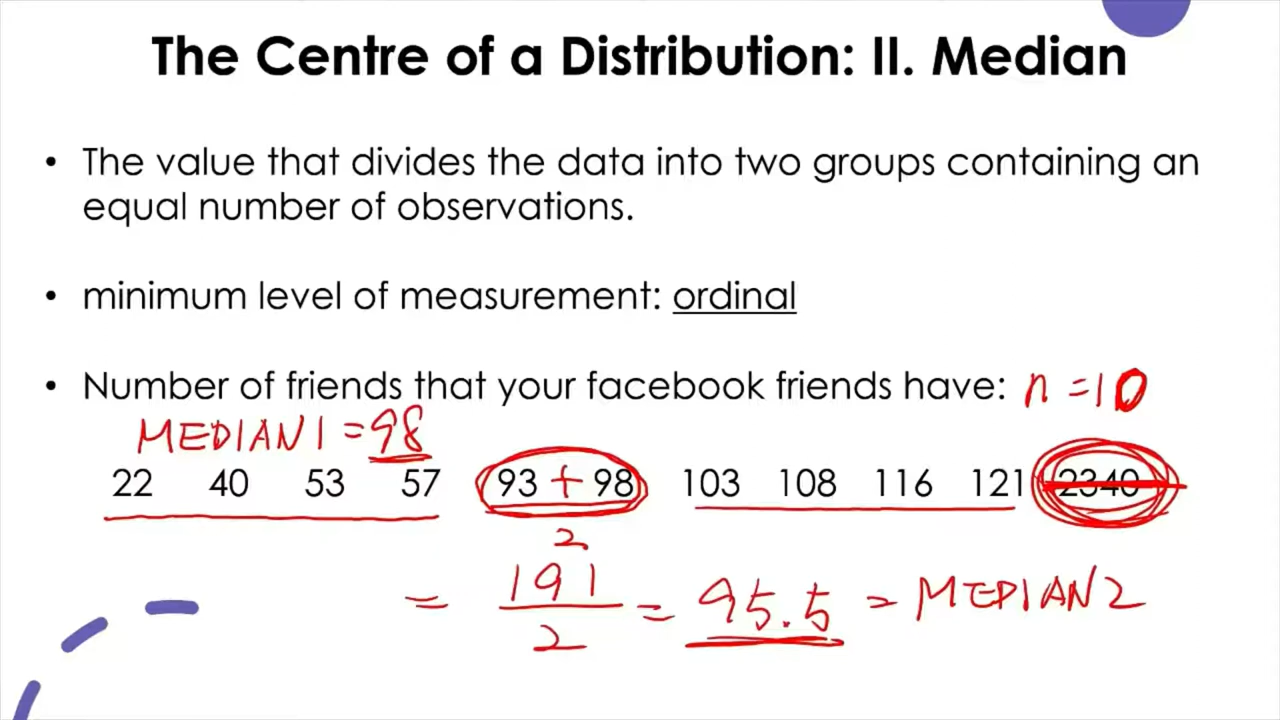 The Centre of a Distribution: II. Median
• The value that divides the data into two groups containing an
equal number of observations.
• minimum level of measurement: ordinal
• Number of friends that your facebook friends have: n = 10
MEDIAN 1 = 98
22 40 53 57 93 + 98 103 108 116 121 2340
2
= 191/2 = 95.5 = MEDIAN 2